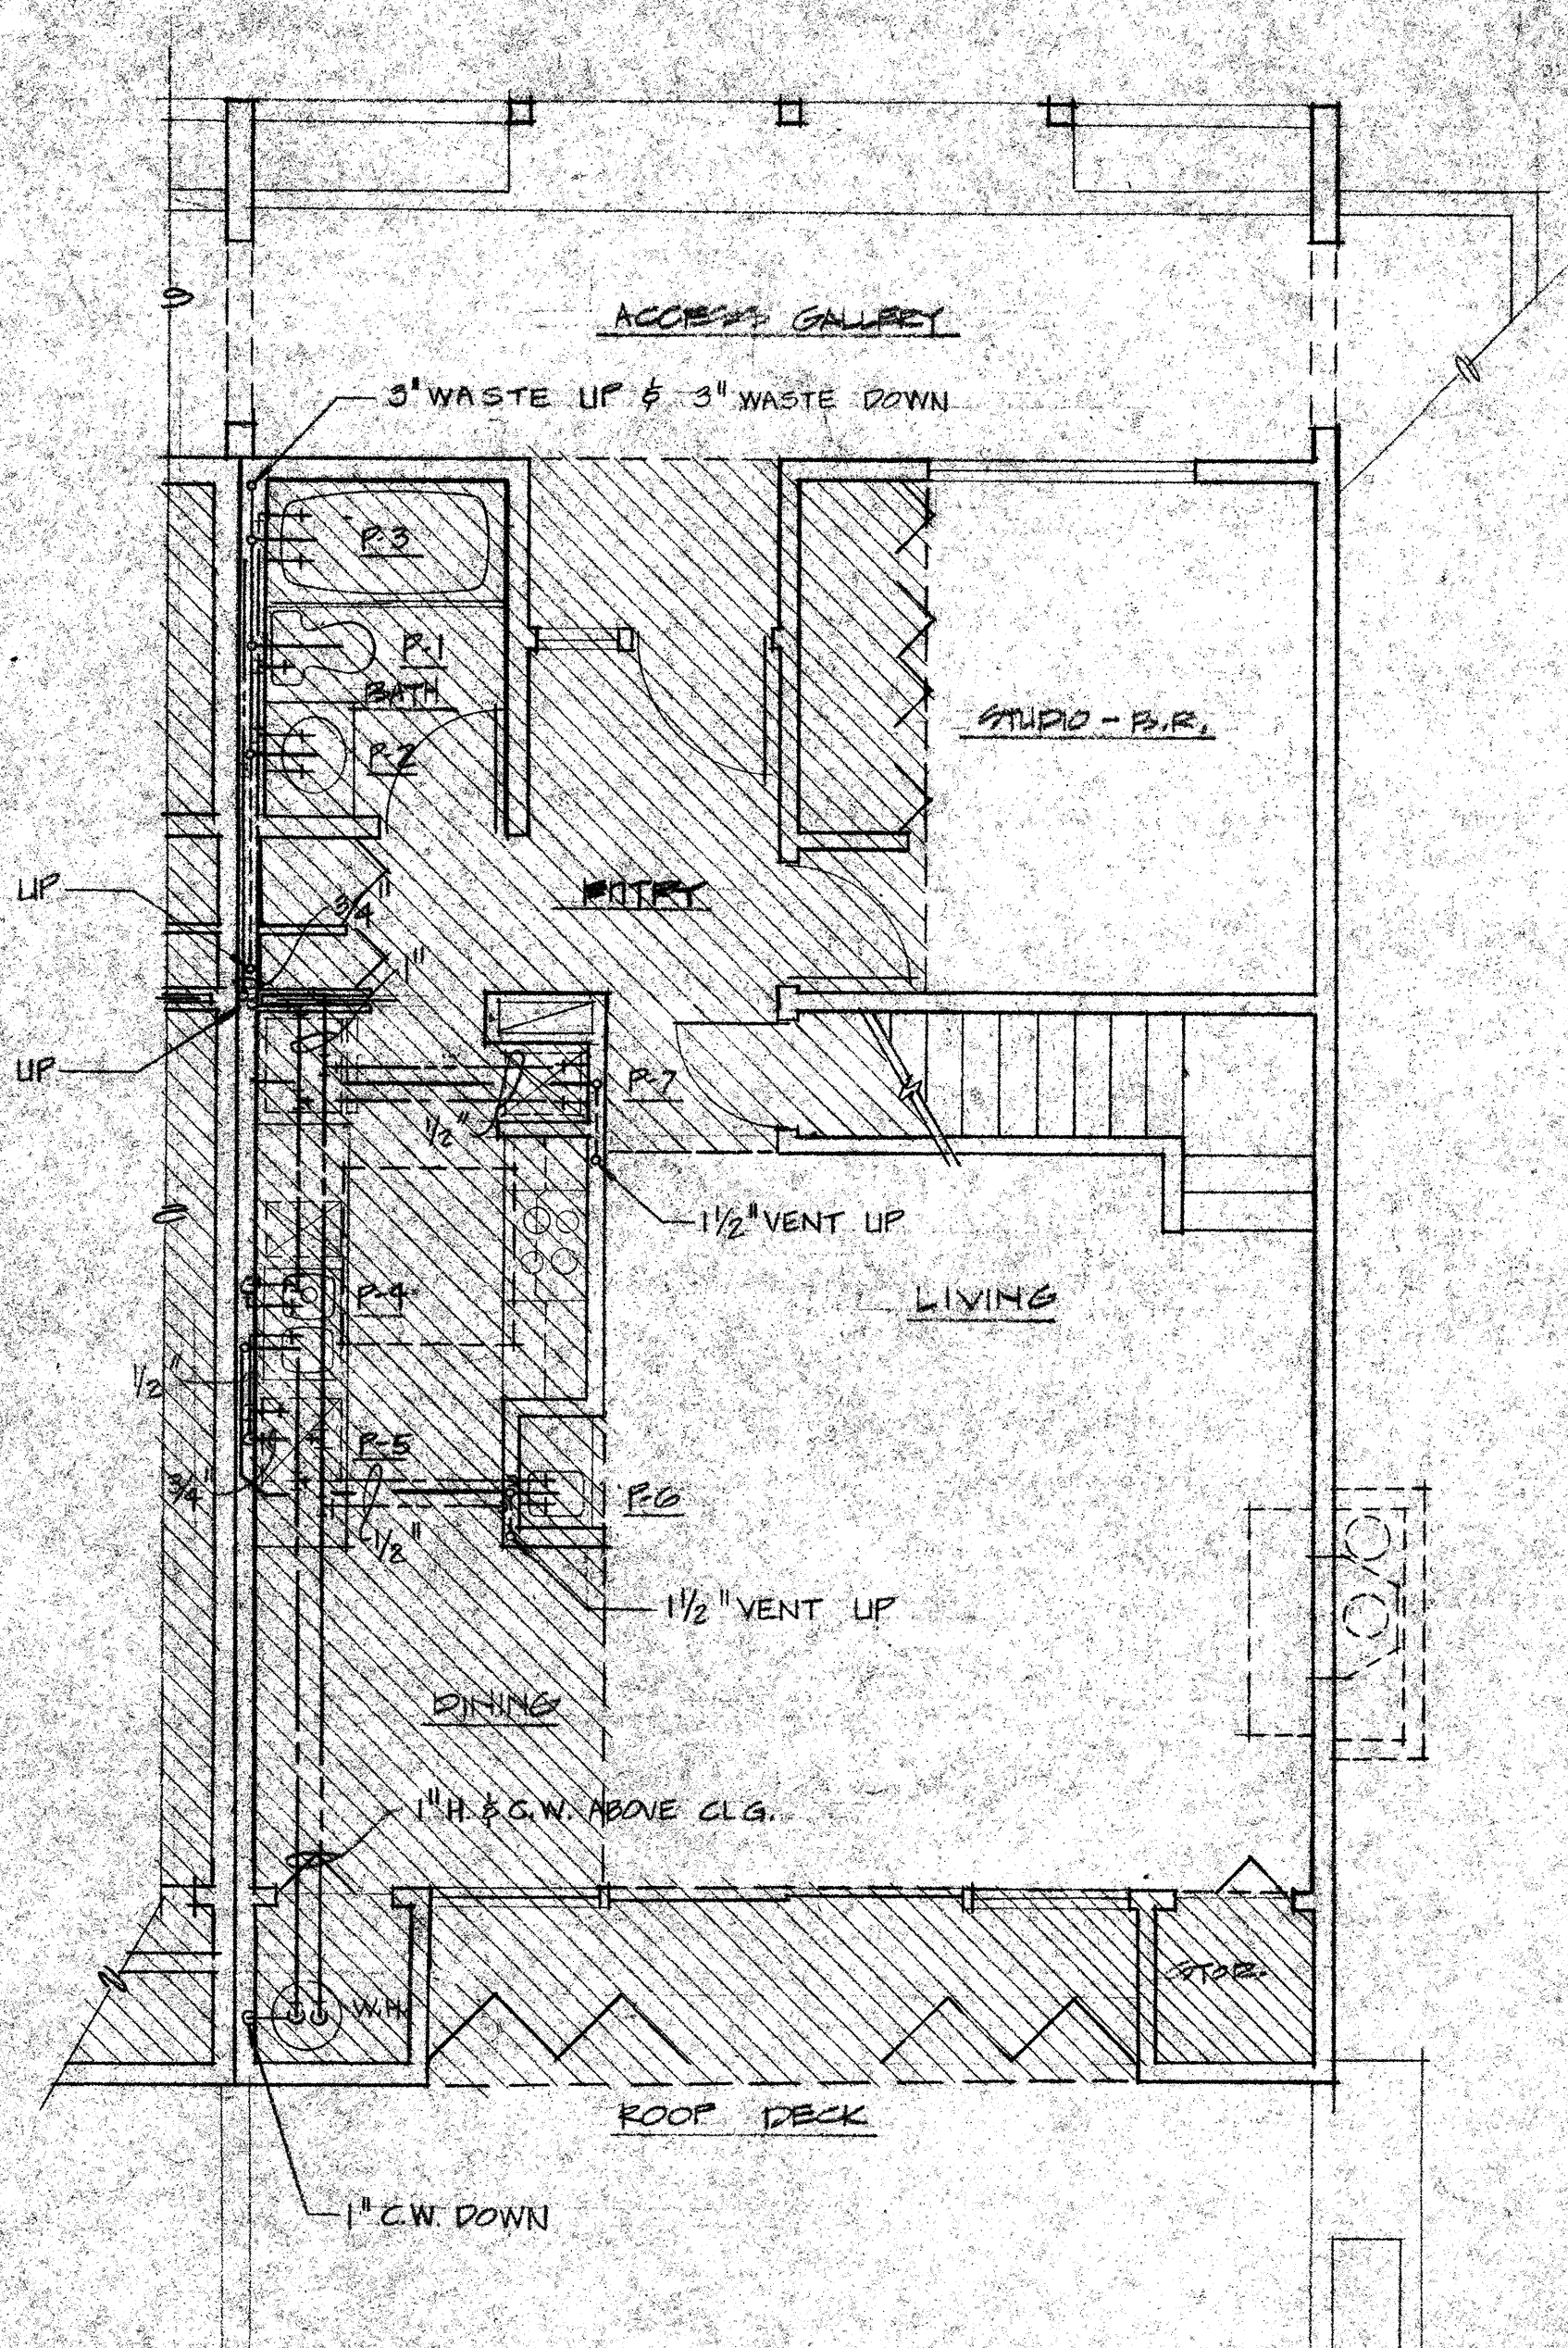 ACCESS GALLERY
3" WASTE UP & 3" WASTE DOWN
P-3
P-1
BATH
P-2
STUDIO - B.R.
UP
3/4"
ENTRY
1"
UP
P-7
1/2"
1 1/2" VENT UP
P-4
LIVING
1/2"
P-5
3/4"
P-6
1/2"
1 1/2" VENT UP
DINING
1" H. & C.W. ABOVE CLG.
STOR.
W.H.
ROOF DECK
1" C.W. DOWN